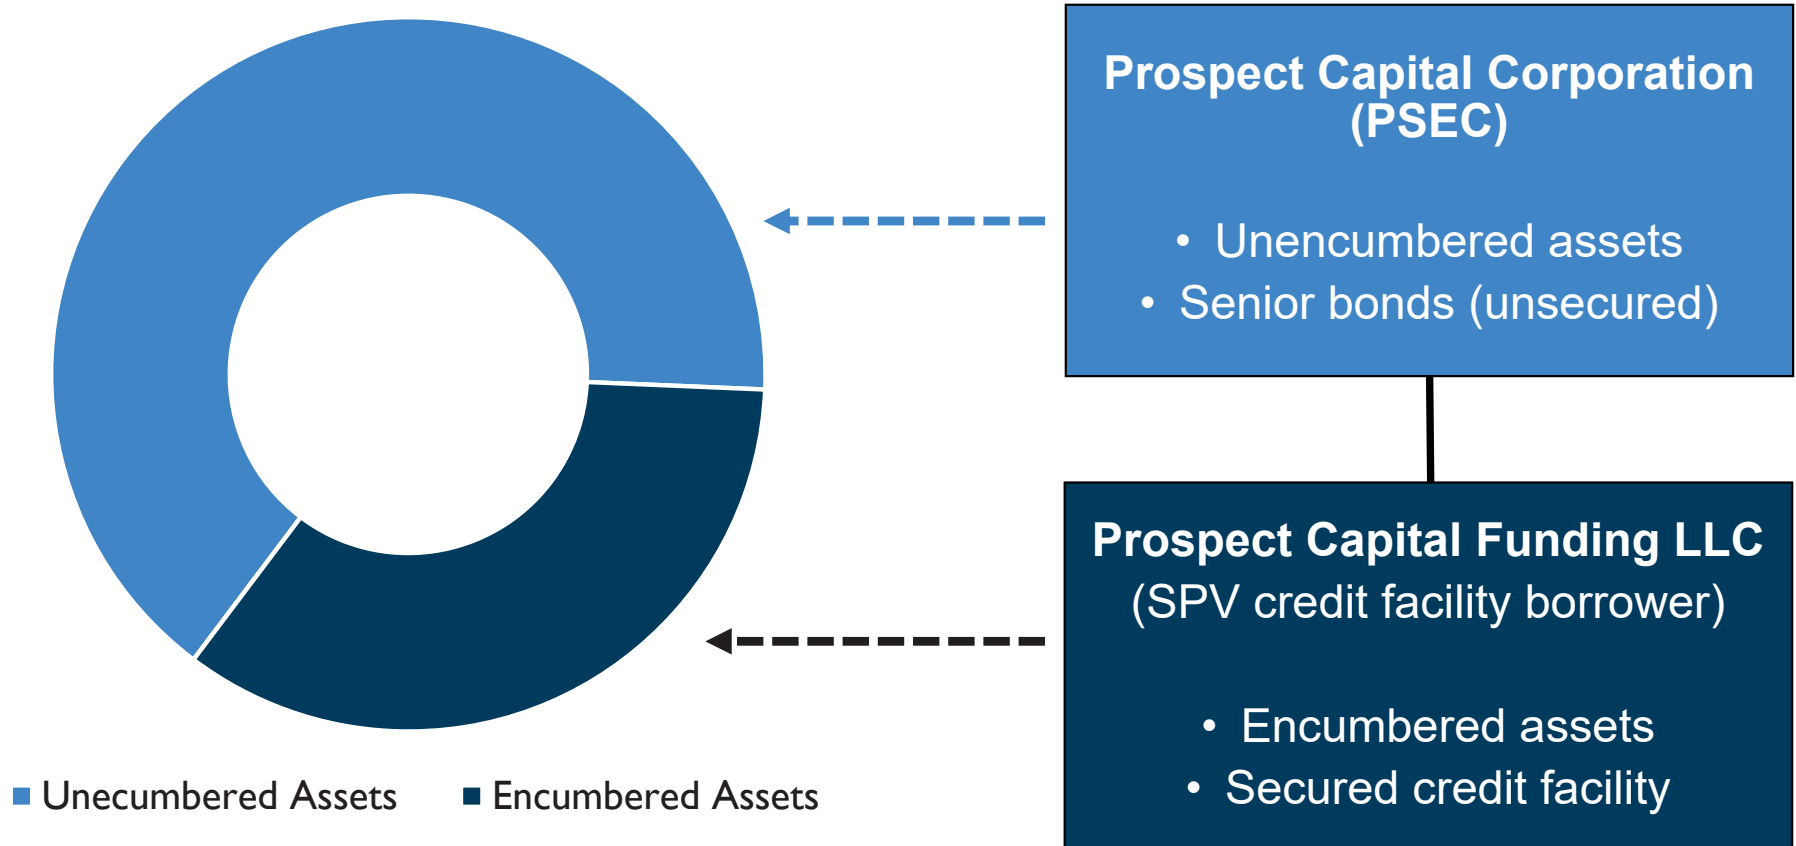 Prospect Capital Corporation
(PSEC)
• Unencumbered assets
• Senior bonds (unsecured)
Prospect Capital Funding LLC
(SPV credit facility borrower)
• Encumbered assets
• Secured credit facility
Unecumbered Assets
Encumbered Assets